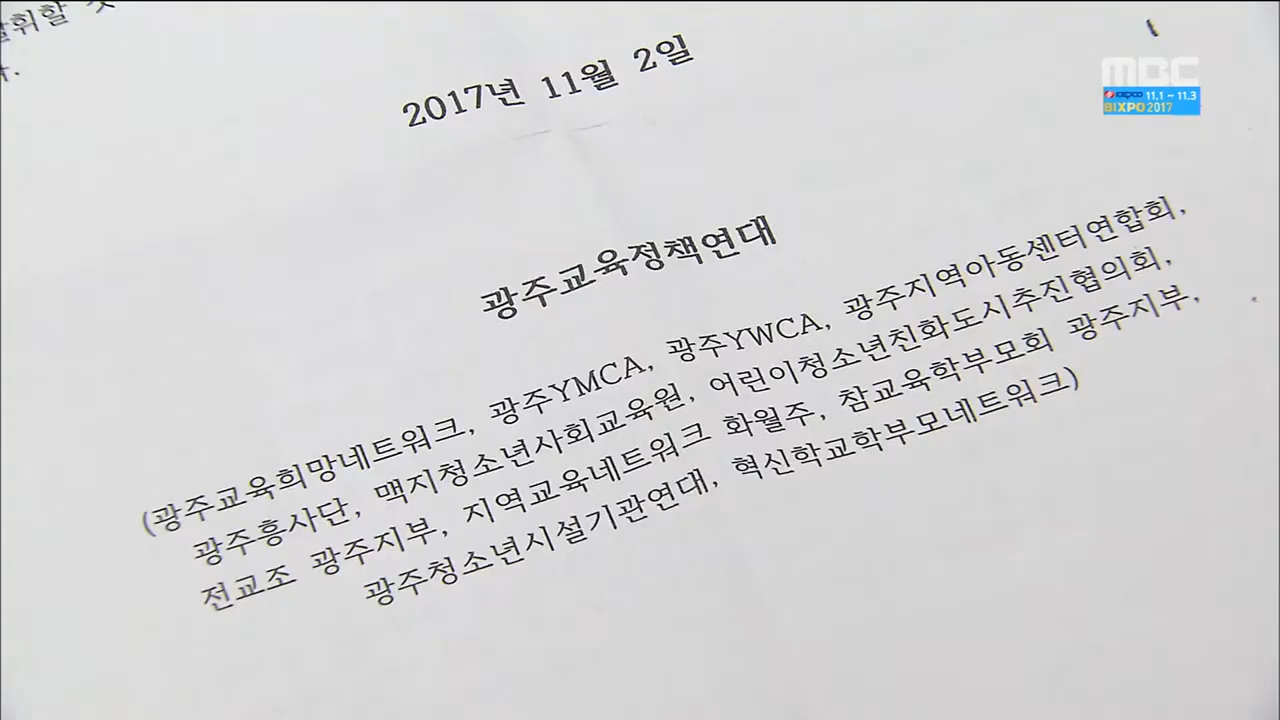 발휘할 것
2017년 11월 2일
광주교육정책연대
(광주교육희망네트워크, 광주YMCA, 광주YWCA, 광주지역아동센터연합회,
광주흥사단, 맥지청소년사회교육원, 어린이청소년친화도시추진협의회,
전교조 광주지부, 지역교육네트워크 화월주, 참교육학부모회 광주지부,
광주청소년시설기관연대, 혁신학교학부모네트워크)
MBC
KEPCO 11.1 ~ 11.3
BIXPO 2017